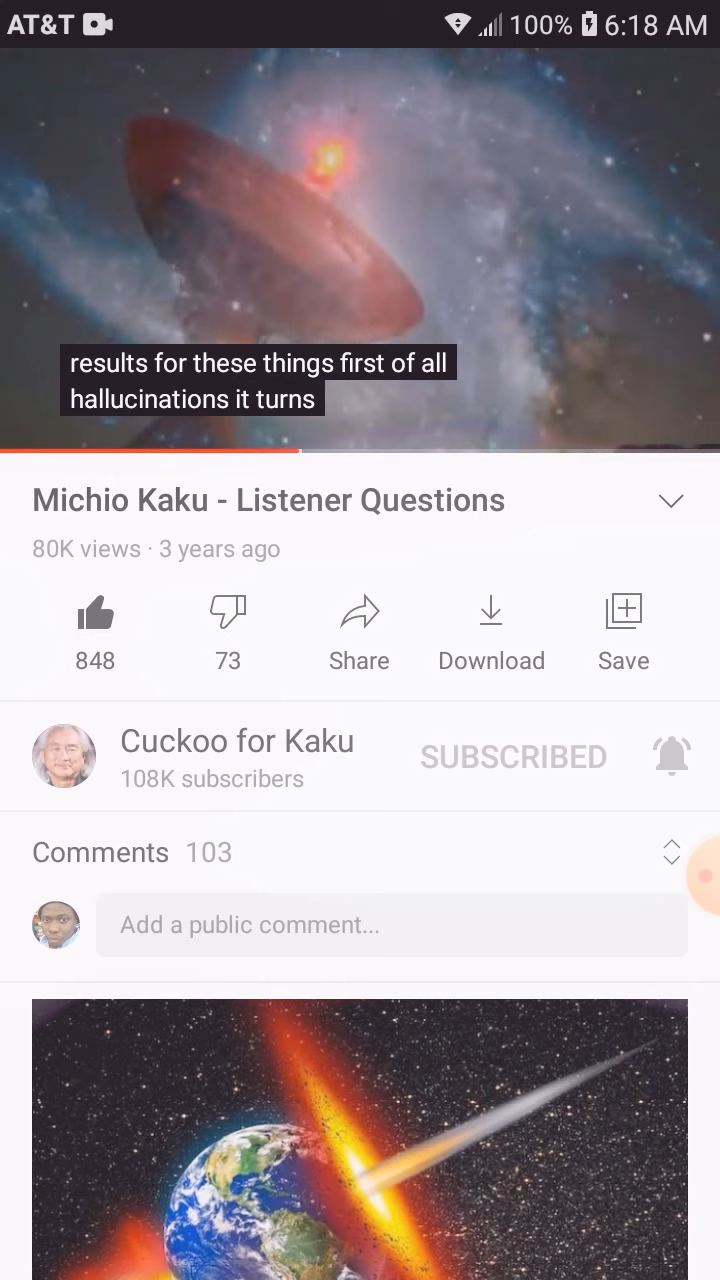 AT&T 100% 6:18 AM
results for these things first of all
hallucinations it turns
Michio Kaku - Listener Questions
80K views · 3 years ago
848 73 Share Download Save
Cuckoo for Kaku
108K subscribers
SUBSCRIBED
Comments 103
Add a public comment...